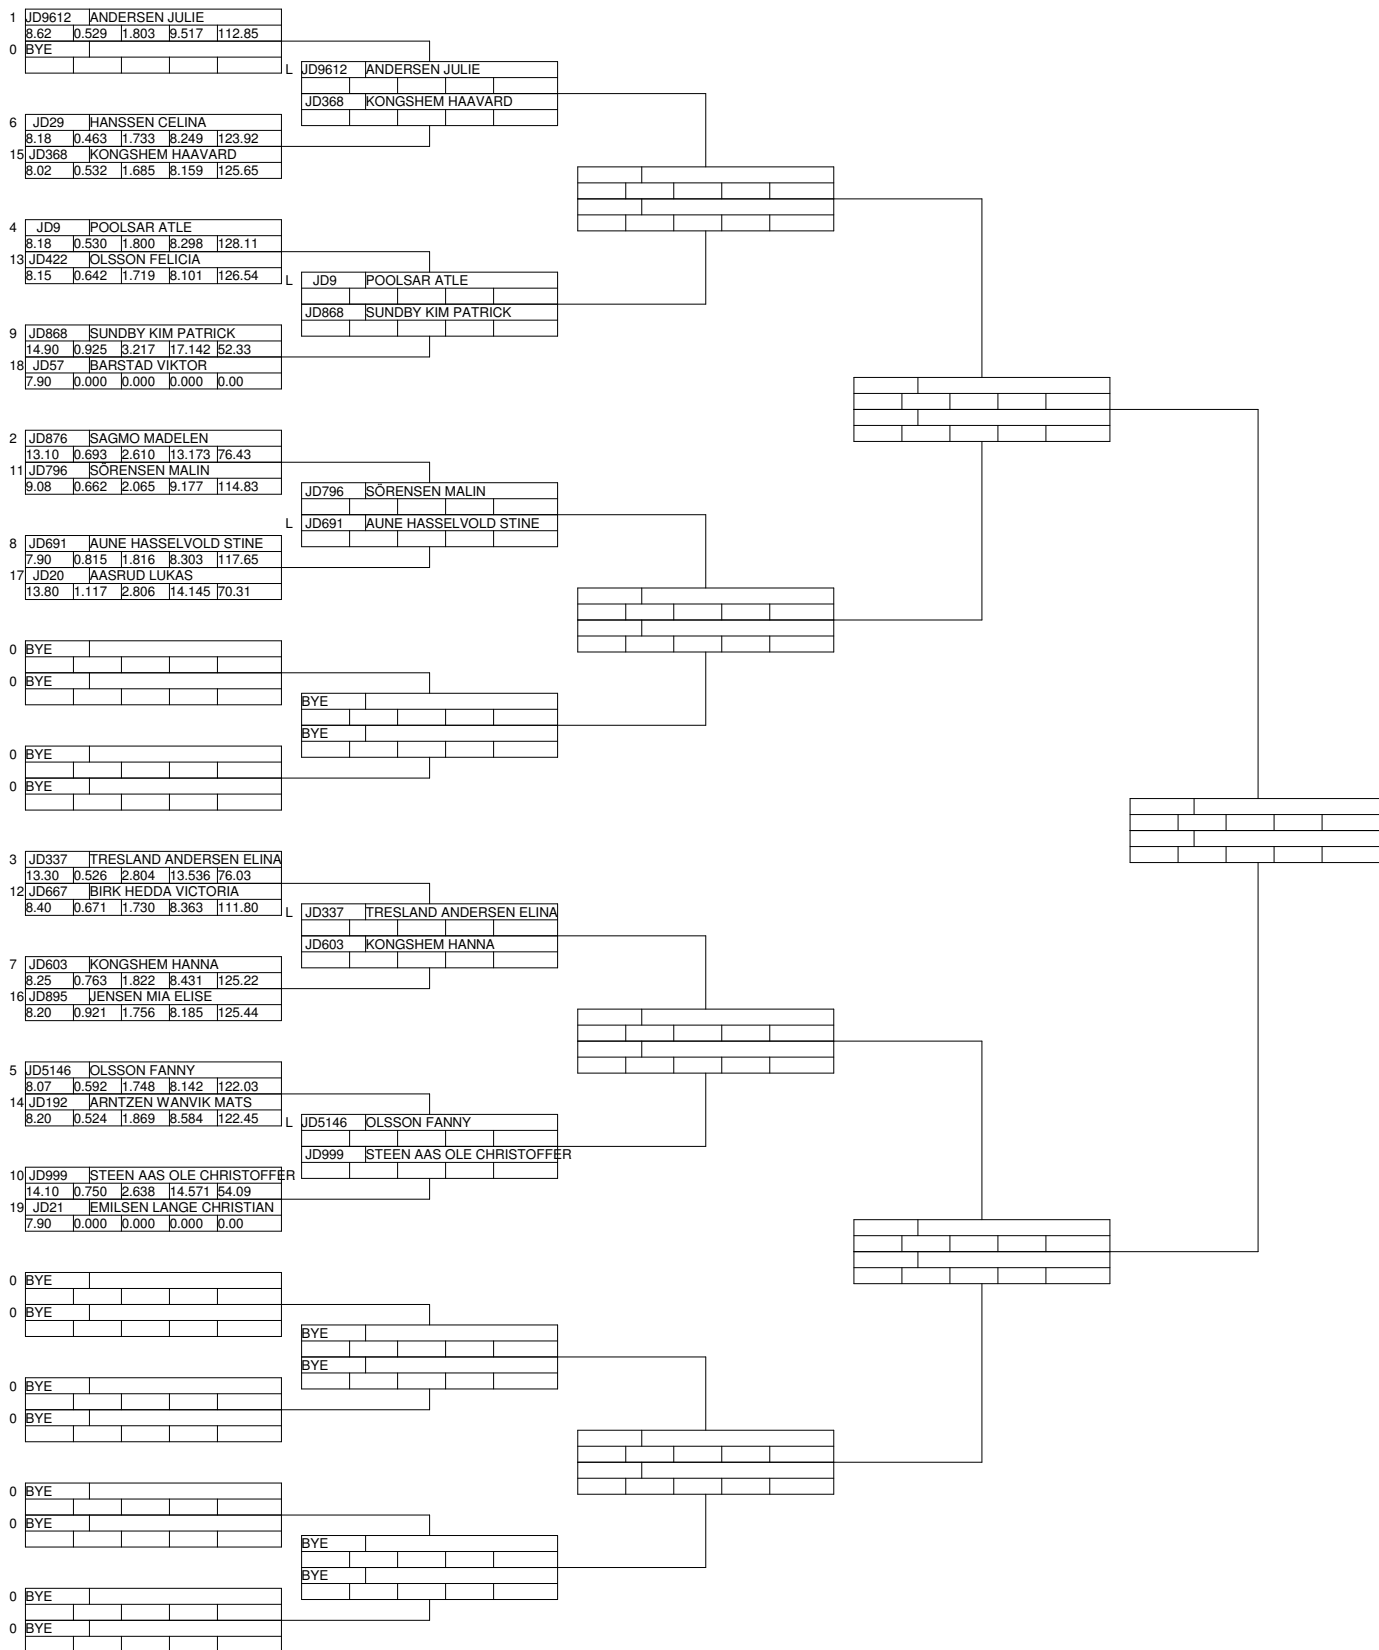 1 JD9612 ANDERSEN JULIE
8.62 0.529 1.803 9.517 112.85
0 BYE
6 JD29 HANSSEN CELINA
8.18 0.463 1.733 8.249 123.92
15 JD368 KONGSHEM HAAVARD
8.02 0.532 1.685 8.159 125.65
4 JD9 POOLSAR ATLE
8.18 0.530 1.800 8.298 128.11
13 JD422 OLSSON FELICIA
8.15 0.642 1.719 8.101 126.54
9 JD868 SUNDBY KIM PATRICK
14.90 0.925 3.217 17.142 52.33
18 JD57 BARSTAD VIKTOR
7.90 0.000 0.000 0.000 0.00
2 JD876 SAGMO MADELEN
13.10 0.693 2.610 13.173 76.43
11 JD796 SÖRENSEN MALIN
9.08 0.662 2.065 9.177 114.83
8 JD691 AUNE HASSELVOLD STINE
7.90 0.815 1.816 8.303 117.65
17 JD20 AASRUD LUKAS
13.80 1.117 2.806 14.145 70.31
0 BYE
0 BYE
0 BYE
0 BYE
3 JD337 TRESLAND ANDERSEN ELINA
13.30 0.526 2.804 13.536 76.03
12 JD667 BIRK HEDDA VICTORIA
8.40 0.671 1.730 8.363 111.80
7 JD603 KONGSHEM HANNA
8.25 0.763 1.822 8.431 125.22
16 JD895 JENSEN MIA ELISE
8.20 0.921 1.756 8.185 125.44
5 JD5146 OLSSON FANNY
8.07 0.592 1.748 8.142 122.03
14 JD192 ARNTZEN WANVIK MATS
8.20 0.524 1.869 8.584 122.45
10 JD999 STEEN AAS OLE CHRISTOFFER
14.10 0.750 2.638 14.571 54.09
19 JD21 EMILSEN LANGE CHRISTIAN
7.90 0.000 0.000 0.000 0.00
0 BYE
0 BYE
0 BYE
0 BYE
0 BYE
0 BYE
0 BYE
0 BYE
L JD9612 ANDERSEN JULIE
JD368 KONGSHEM HAAVARD
L JD9 POOLSAR ATLE
JD868 SUNDBY KIM PATRICK
JD796 SÖRENSEN MALIN
L JD691 AUNE HASSELVOLD STINE
BYE
BYE
L JD337 TRESLAND ANDERSEN ELINA
JD603 KONGSHEM HANNA
L JD5146 OLSSON FANNY
JD999 STEEN AAS OLE CHRISTOFFER
BYE
BYE
BYE
BYE